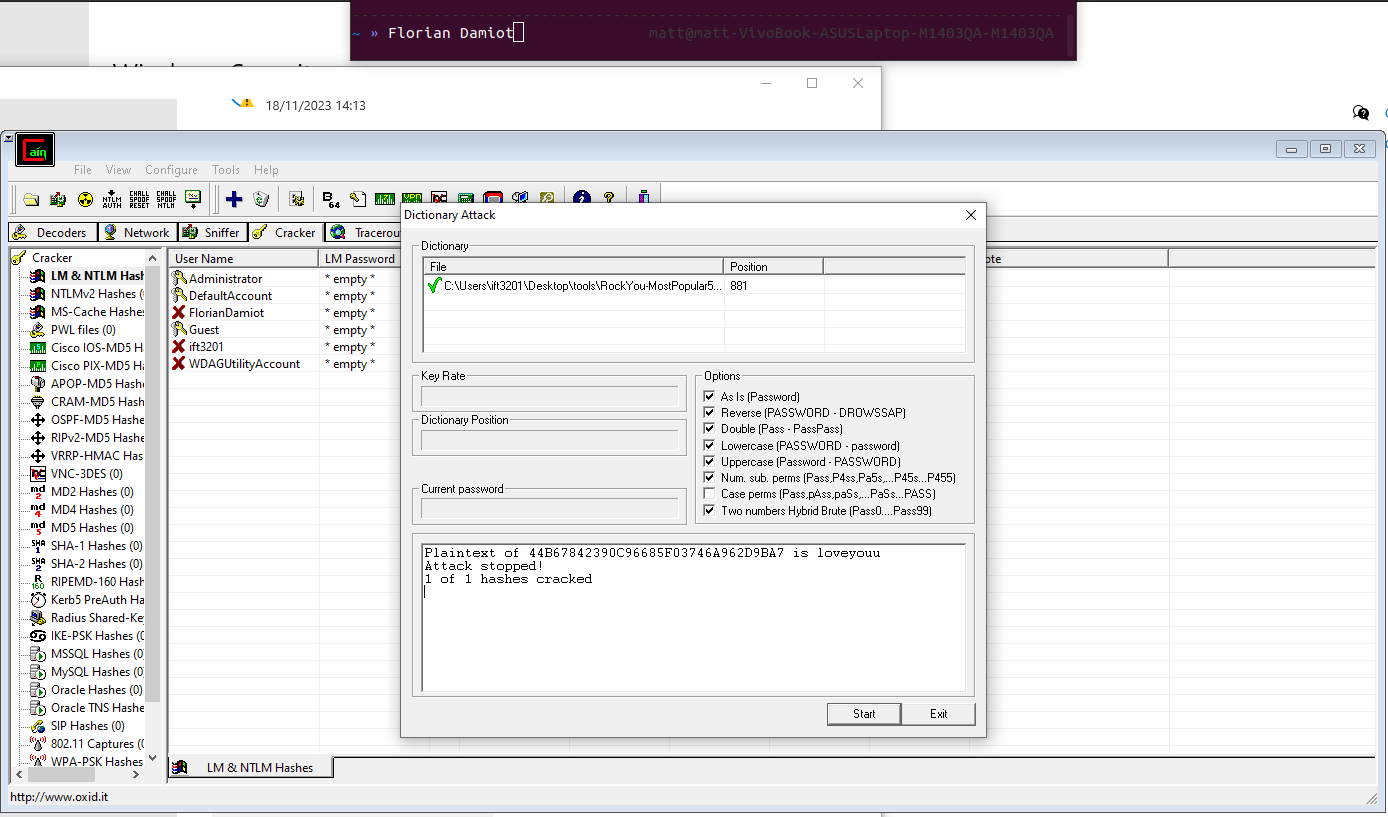 ~ » Florian Damiot matt@matt-VivoBook-ASUSLaptop-M1403QA-M1403QA
18/11/2023 14:13
Cain
File View Configure Tools Help
NTLM AUTH CHALL SPOOF RESET CHALL SPOOF NTLM B64
Decoders Network Sniffer Cracker Tracerou
Dictionary Attack
Cracker
LM & NTLM Hash
NTLMv2 Hashes (
MS-Cache Hashes
PWL files (0)
Cisco IOS-MD5 H
Cisco PIX-MD5 H
APOP-MD5 Hashe
CRAM-MD5 Hashe
OSPF-MD5 Hashe
RIPv2-MD5 Hashe
VRRP-HMAC Has
VNC-3DES (0)
MD2 Hashes (0)
MD4 Hashes (0)
MD5 Hashes (0)
SHA-1 Hashes (0)
SHA-2 Hashes (0)
RIPEMD-160 Hash
Kerb5 PreAuth Ha
Radius Shared-Ke
IKE-PSK Hashes (0
MSSQL Hashes (0
MySQL Hashes (0)
Oracle Hashes (0)
Oracle TNS Hashe
SIP Hashes (0)
802.11 Captures (0
WPA-PSK Hashes
User Name LM Password ote
Administrator * empty *
DefaultAccount * empty *
FlorianDamiot * empty *
Guest * empty *
ift3201 * empty *
WDAGUtilityAccount * empty *
Dictionary
File Position
C:\Users\ift3201\Desktop\tools\RockYou-MostPopular5... 881
Key Rate
Dictionary Position
Current password
Options
As Is (Password)
Reverse (PASSWORD - DROWSSAP)
Double (Pass - PassPass)
Lowercase (PASSWORD - password)
Uppercase (Password - PASSWORD)
Num. sub. perms (Pass,P4ss,Pa5s,...P45s...P455)
Case perms (Pass,pAss,paSs,...PaSs...PASS)
Two numbers Hybrid Brute (Pass0....Pass99)
Plaintext of 44B67842390C96685F03746A962D9BA7 is loveyouu
Attack stopped!
1 of 1 hashes cracked
Start Exit
LM & NTLM Hashes
http://www.oxid.it